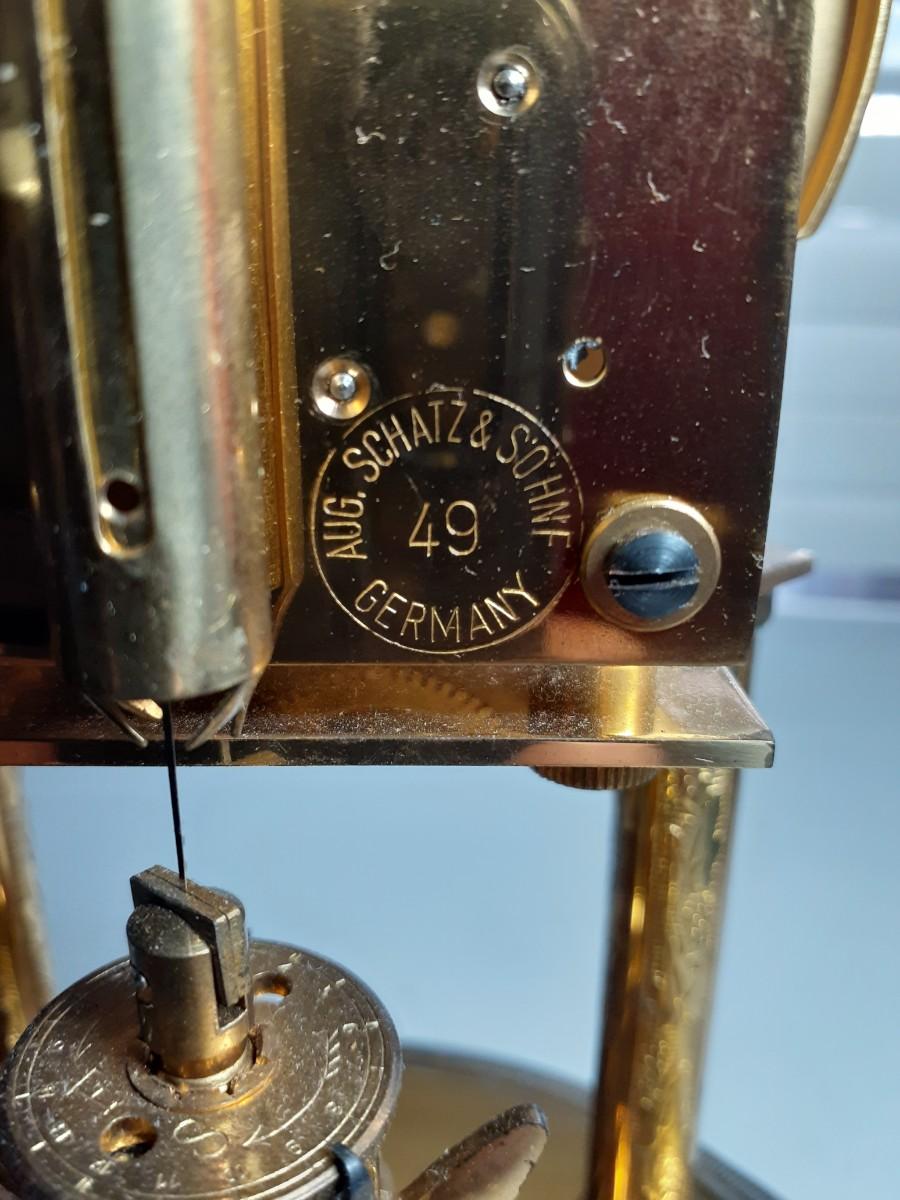 AUG. SCHATZ & SÖHNE
49
GERMANY
S